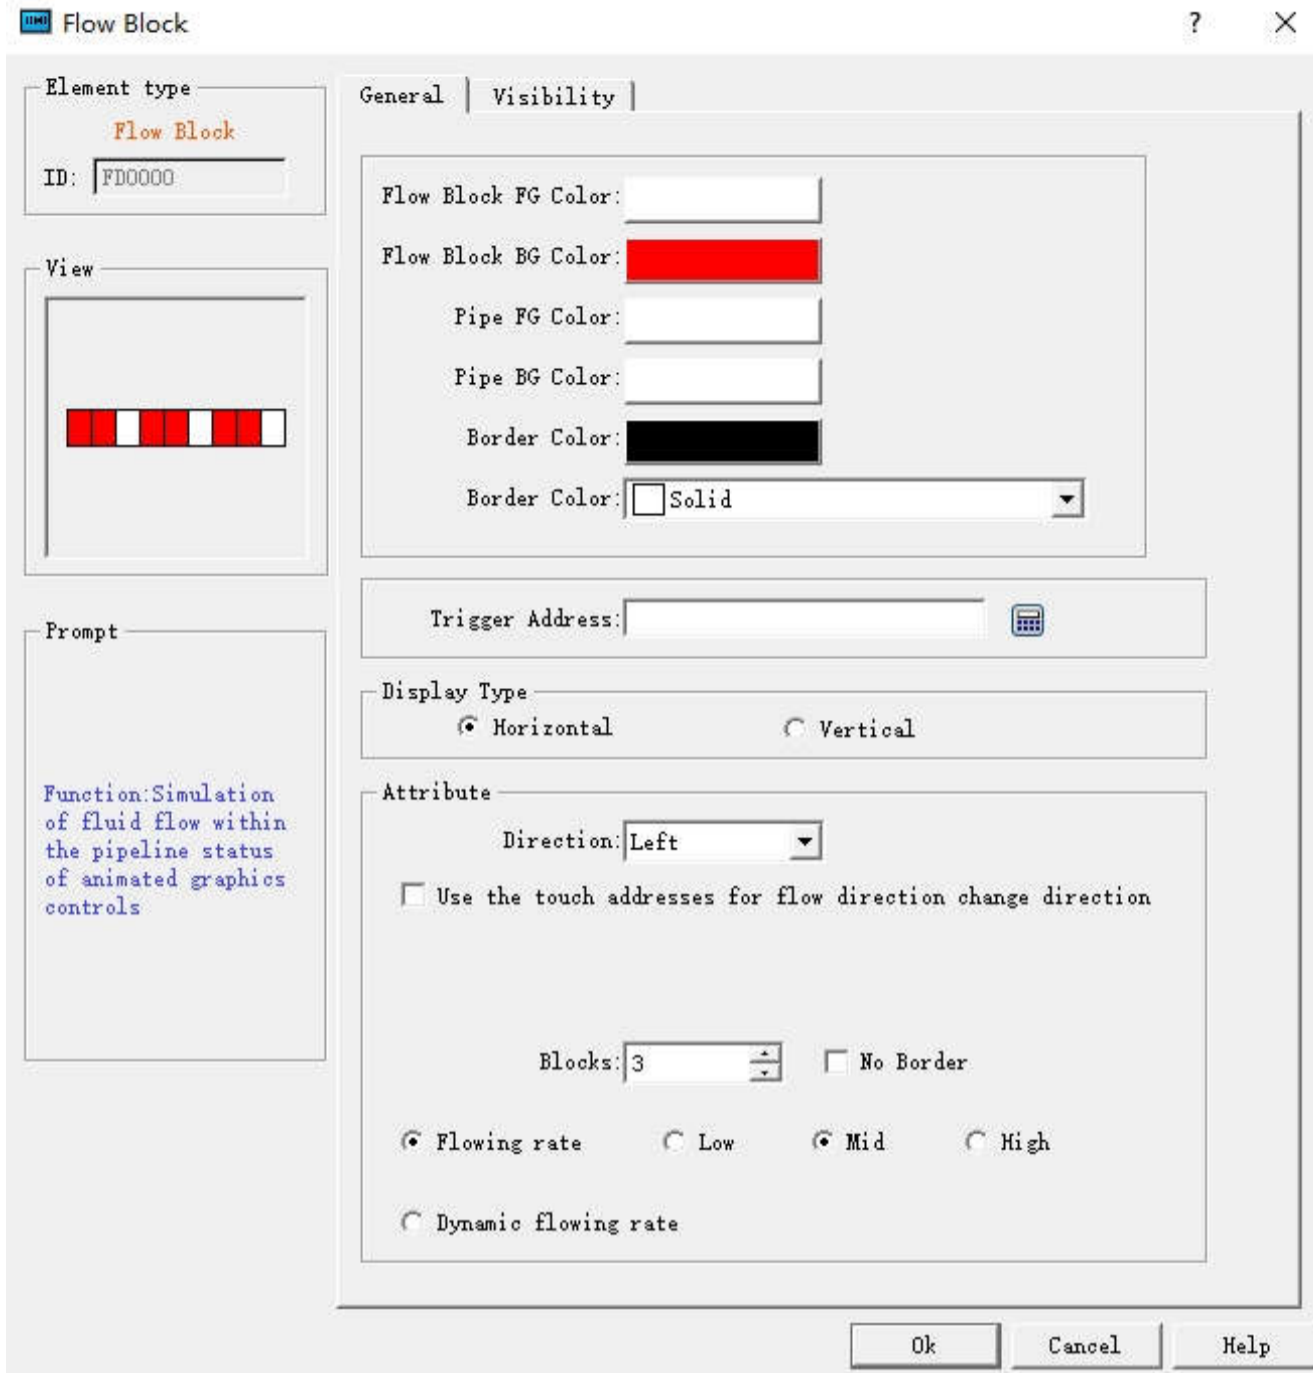 Flow Block
?
Element type
Flow Block
ID: FD0000
View
Prompt
Function:Simulation
of fluid flow within
the pipeline status
of animated graphics
controls
General
Visibility
Flow Block FG Color:
Flow Block BG Color:
Pipe FG Color:
Pipe BG Color:
Border Color:
Border Color: Solid
Trigger Address:
Display Type
Horizontal
Vertical
Attribute
Direction: Left
Use the touch addresses for flow direction change direction
Blocks: 3
No Border
Flowing rate
Low
Mid
High
Dynamic flowing rate
Ok
Cancel
Help